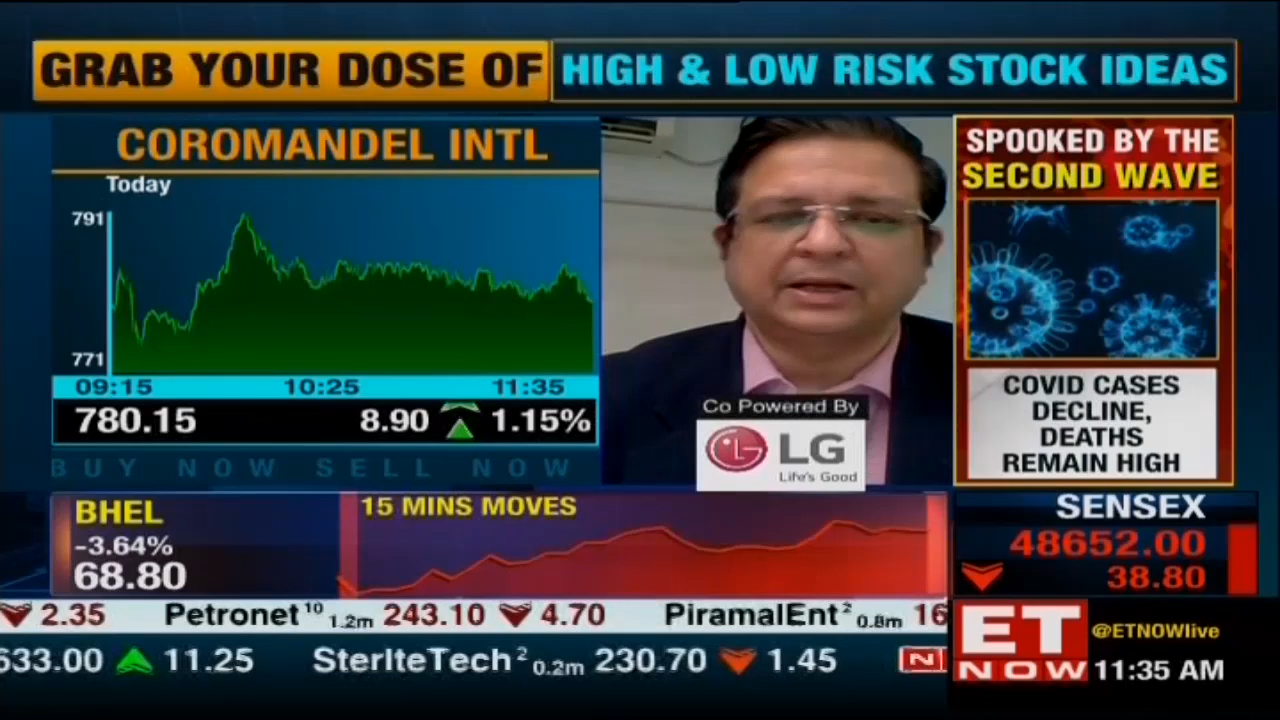 GRAB YOUR DOSE OF HIGH & LOW RISK STOCK IDEAS
COROMANDEL INTL
Today
791
771
09:15 10:25 11:35
780.15 8.90 1.15%
BUY NOW SELL NOW
Co Powered By
LG
Life's Good
SPOOKED BY THE
SECOND WAVE
COVID CASES
DECLINE,
DEATHS
REMAIN HIGH
BHEL
-3.64%
68.80
15 MINS MOVES
SENSEX
48652.00
38.80
2.35 Petronet 10 1.2m 243.10 4.70 PiramalEnt 2 0.8m 16
633.00 11.25 SterlteTech 2 0.2m 230.70 1.45 N
ET
NOW
@ETNOWlive
11:35 AM